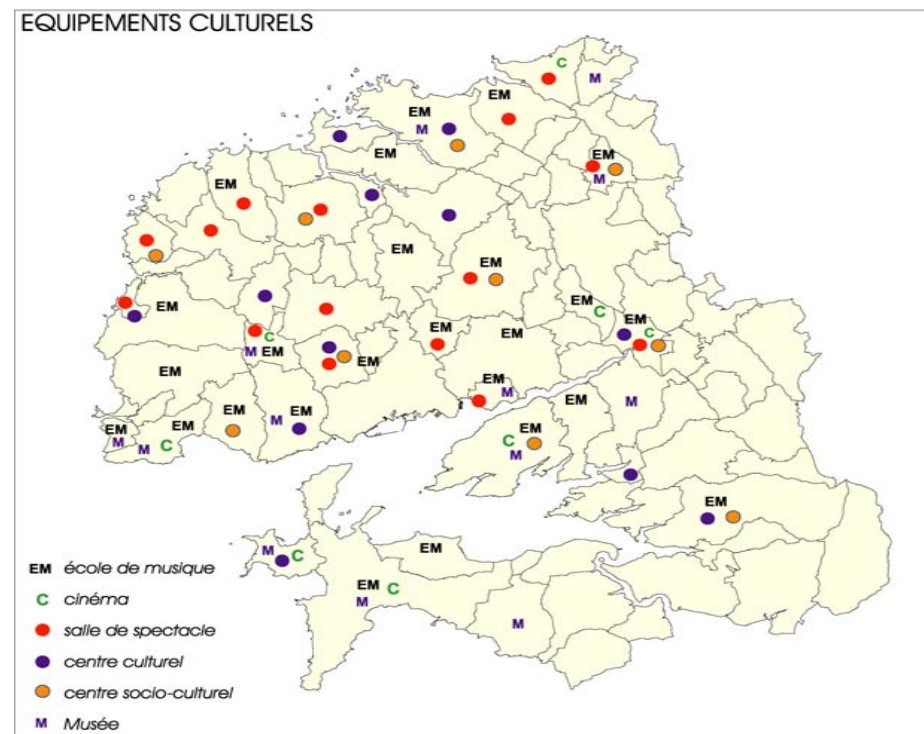 EQUIPEMENTS CULTURELS
C
M
EM
EM
M
EM
EM
M
EM
EM
EM
EM
EM
C
EM
EM
C
EM
C
M EM
EM
EM
EM
M
EM
M
M
EM
EM
EM
M
EM
M
M
C
C
EM
M
EM
M
C
EM
EM
C
M
M
EM école de musique
C cinéma
salle de spectacle
centre culturel
centre socio-culturel
M Musée